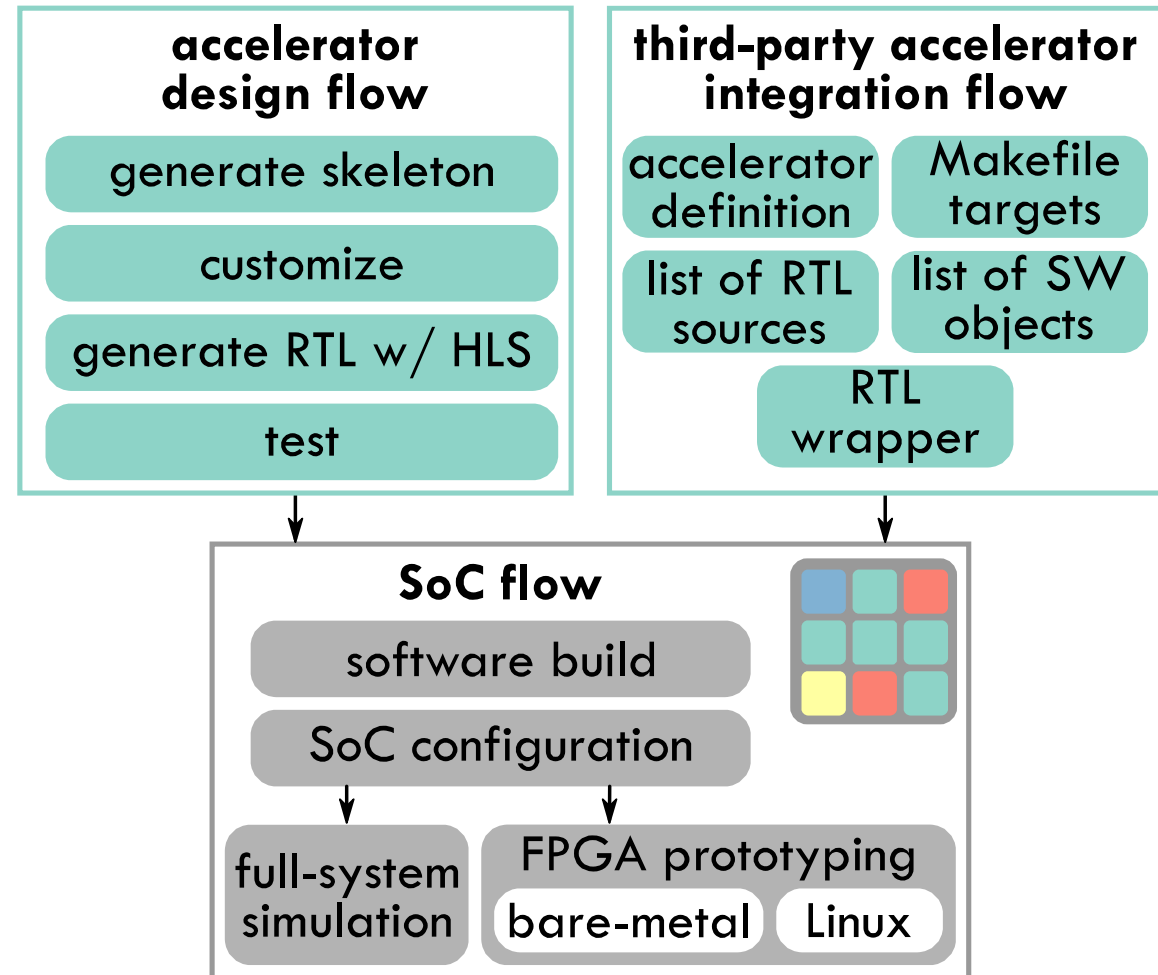 accelerator
design flow
generate skeleton
customize
generate RTL w/ HLS
test
third-party accelerator
integration flow
accelerator
definition
Makefile
targets
list of RTL
sources
list of SW
objects
RTL
wrapper
SoC flow
software build
SoC configuration
full-system
simulation
FPGA prototyping
bare-metal
Linux